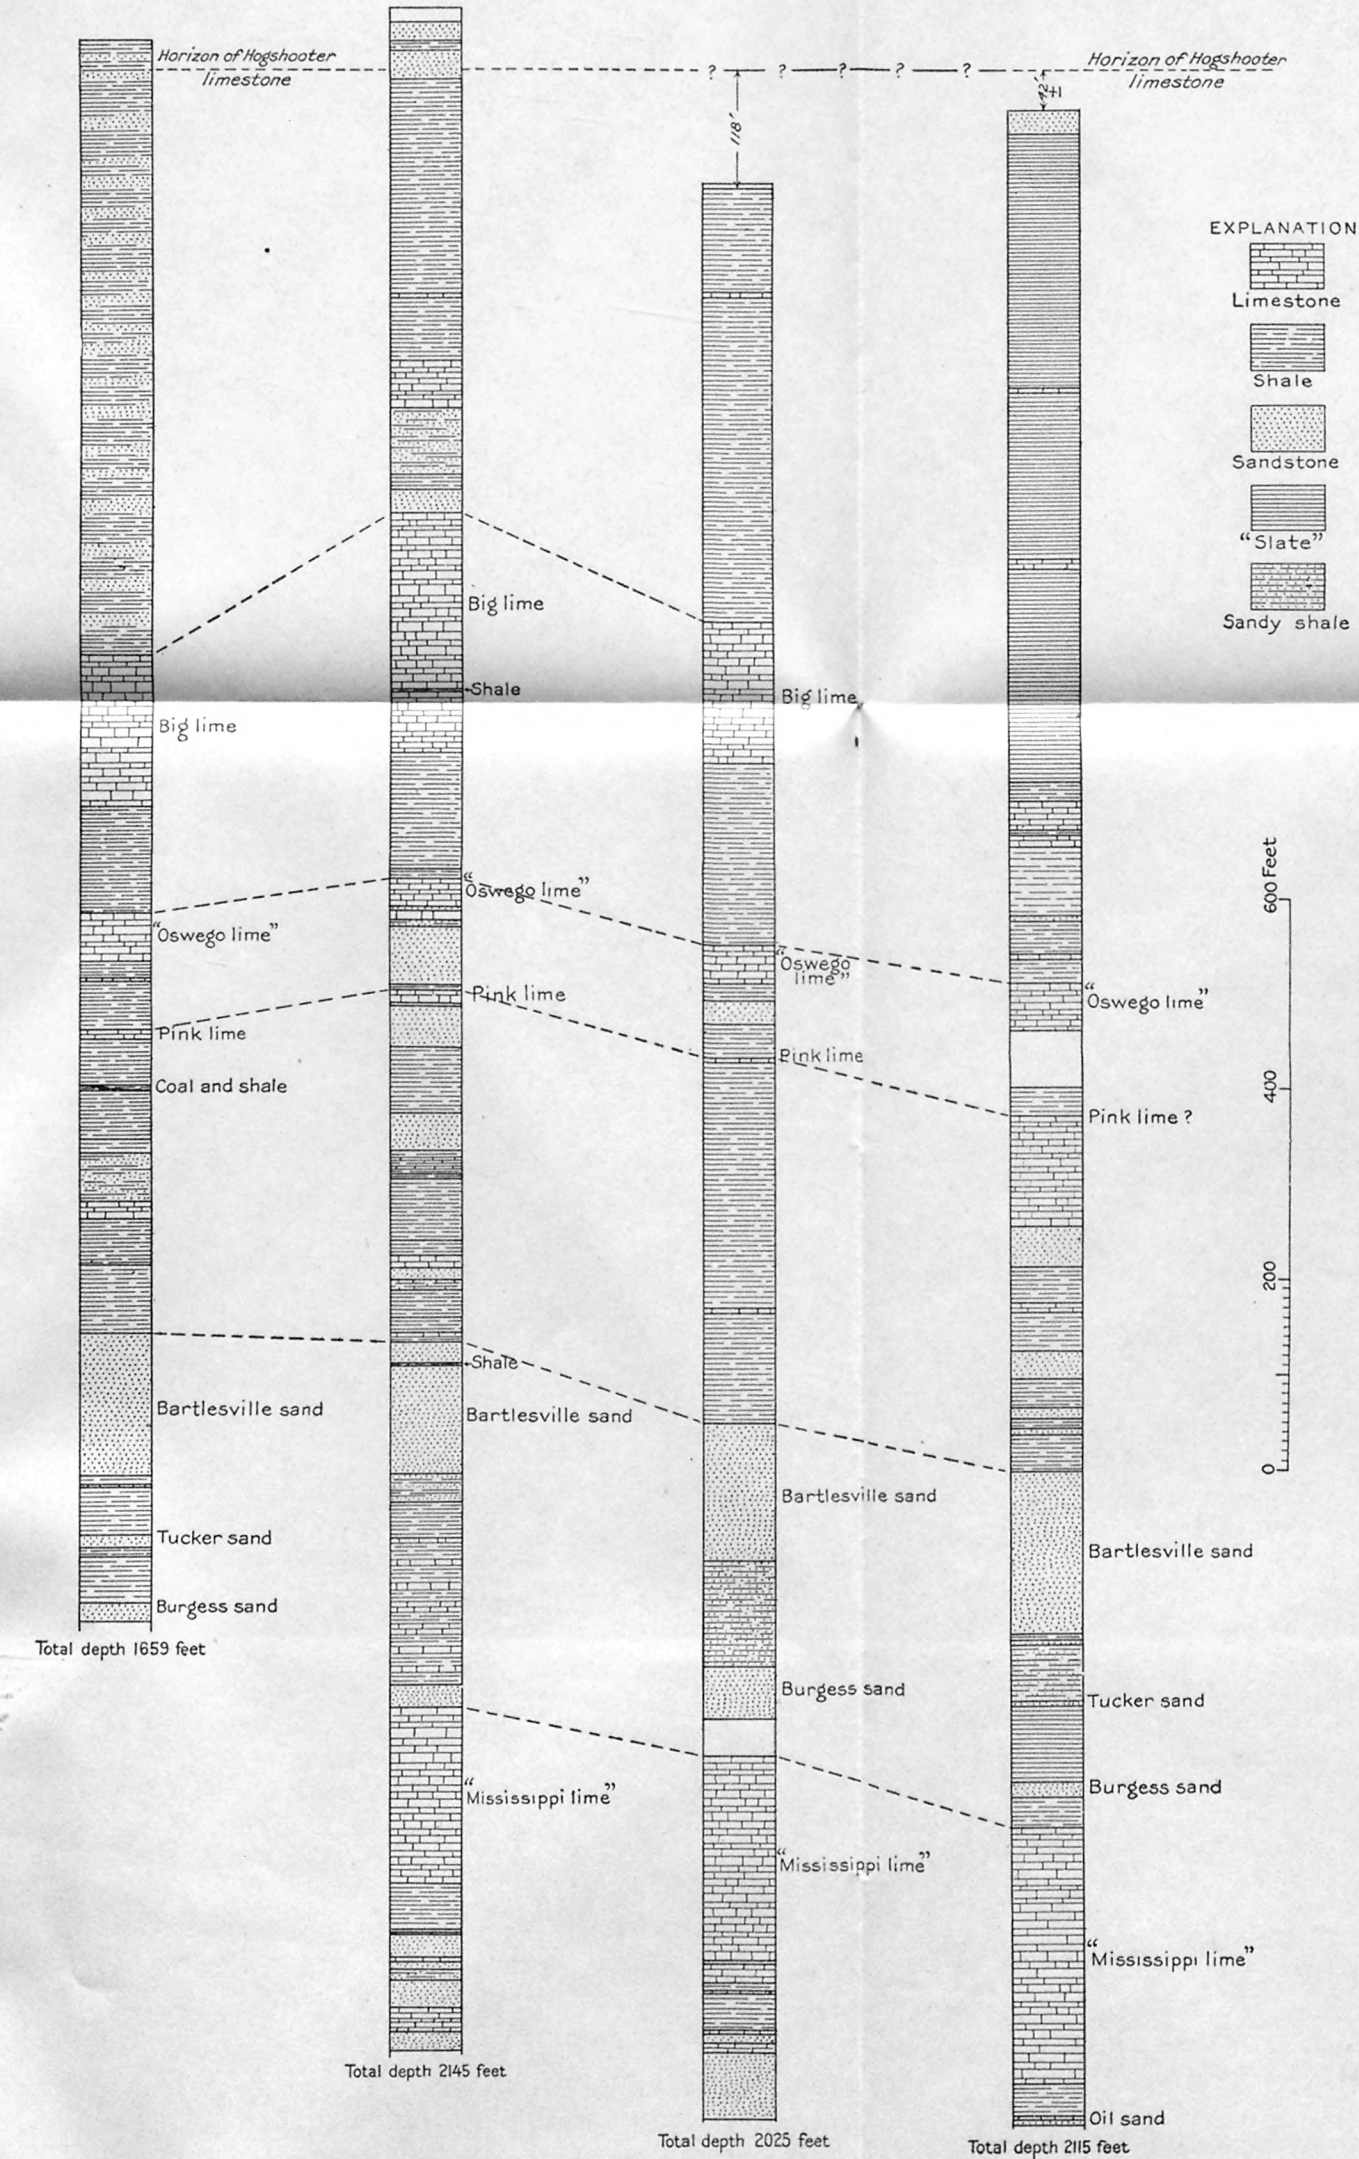 Horizon of Hogshooter
limestone
? ? ? ? ?
Horizon of Hogshooter
limestone
118'
42'±
EXPLANATION
Limestone
Shale
Sandstone
"Slate"
Sandy shale
Big lime
"Oswego lime"
Pink lime
Coal and shale
Bartlesville sand
Tucker sand
Burgess sand
Total depth 1659 feet
Big lime
Shale
"Oswego lime"
Pink lime
Shale
Bartlesville sand
"Mississippi lime"
Total depth 2145 feet
Big lime
"Oswego
lime"
Pink lime
Bartlesville sand
Burgess sand
"Mississippi lime"
Total depth 2025 feet
"Oswego lime"
Pink lime ?
Bartlesville sand
Tucker sand
Burgess sand
"Mississippi lime"
Oil sand
Total depth 2115 feet
600 Feet
400
200
0